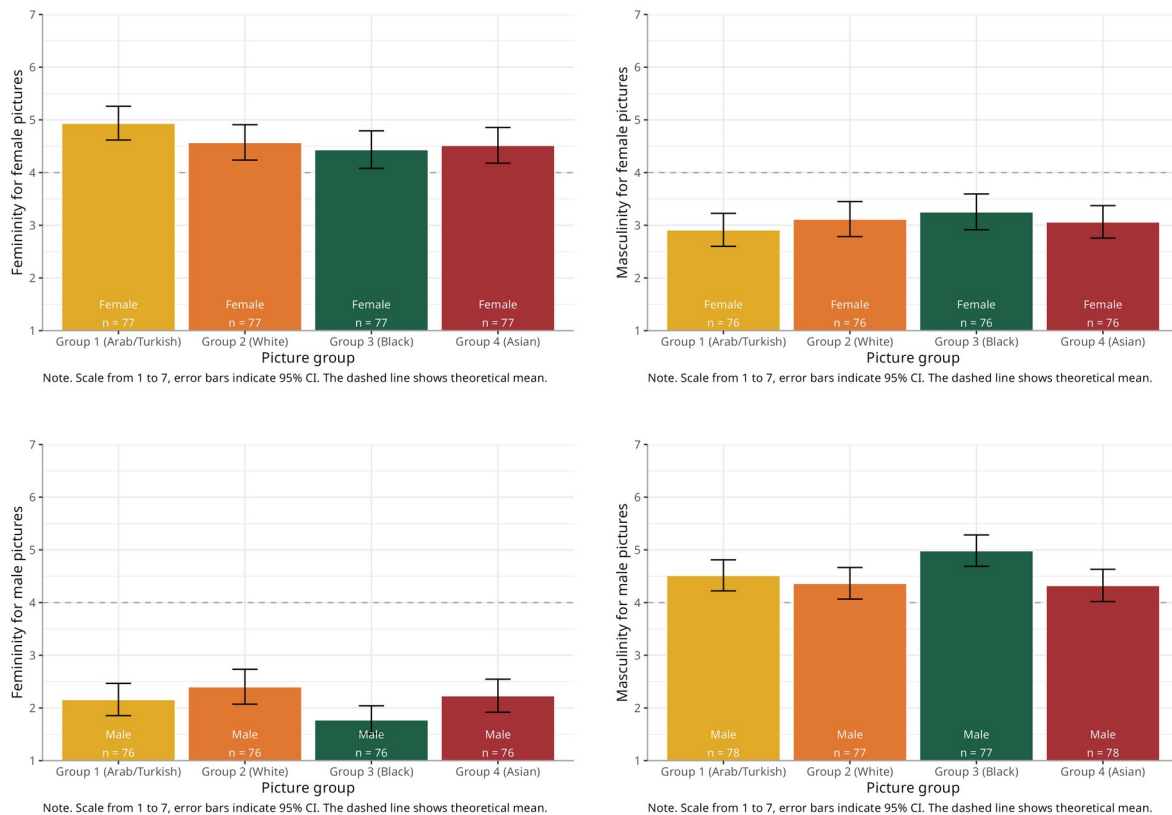 Femininity for female pictures
7
6
5
4
3
2
1
Female Female Female Female
n = 77 n = 77 n = 77 n = 77
Group 1 (Arab/Turkish) Group 2 (White) Group 3 (Black) Group 4 (Asian)
Picture group
Note. Scale from 1 to 7, error bars indicate 95% CI. The dashed line shows theoretical mean.
Masculinity for female pictures
7
6
5
4
3
2
1
Female Female Female Female
n = 76 n = 76 n = 76 n = 76
Group 1 (Arab/Turkish) Group 2 (White) Group 3 (Black) Group 4 (Asian)
Picture group
Note. Scale from 1 to 7, error bars indicate 95% CI. The dashed line shows theoretical mean.
Femininity for male pictures
7
6
5
4
3
2
1
Male Male Male Male
n = 76 n = 76 n = 76 n = 76
Group 1 (Arab/Turkish) Group 2 (White) Group 3 (Black) Group 4 (Asian)
Picture group
Note. Scale from 1 to 7, error bars indicate 95% CI. The dashed line shows theoretical mean.
Masculinity for male pictures
7
6
5
4
3
2
1
Male Male Male Male
n = 78 n = 77 n = 77 n = 78
Group 1 (Arab/Turkish) Group 2 (White) Group 3 (Black) Group 4 (Asian)
Picture group
Note. Scale from 1 to 7, error bars indicate 95% CI. The dashed line shows theoretical mean.